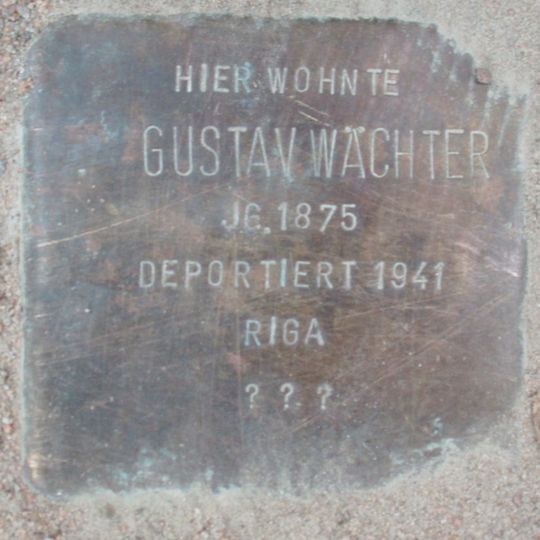 HIER WOHNTE
GUSTAV WÄCHTER
JG. 1875
DEPORTIERT 1941
RIGA
? ? ?